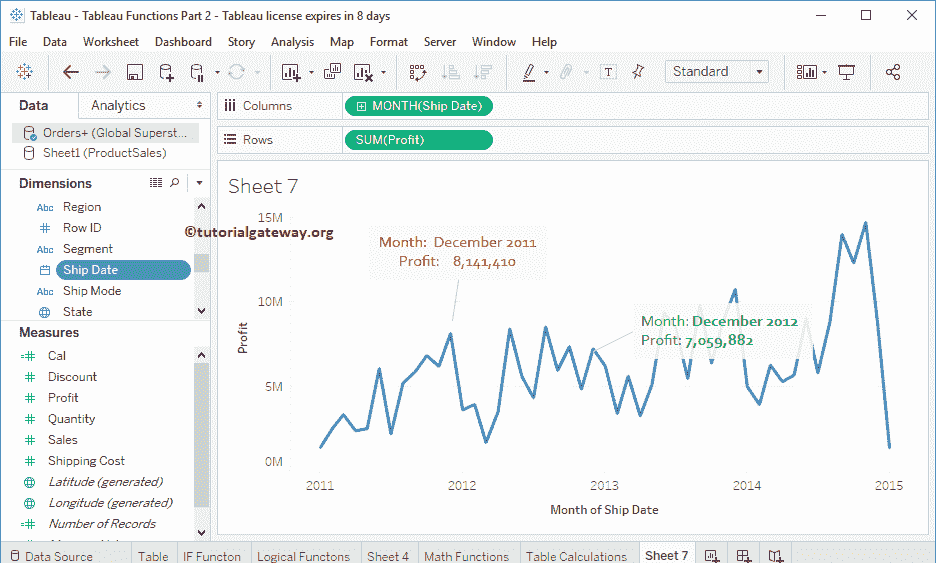 Tableau - Tableau Functions Part 2 - Tableau license expires in 8 days
File Data Worksheet Dashboard Story Analysis Map Format Server Window Help
T Standard
Data Analytics
Orders+ (Global Superst...
Sheet1 (ProductSales)
Dimensions
Abc Region
# Row ID
Abc Segment
Ship Date
Abc Ship Mode
State
Measures
=# Cal
# Discount
# Profit
# Quantity
# Sales
# Shipping Cost
Latitude (generated)
Longitude (generated)
=# Number of Records
Columns MONTH(Ship Date)
Rows SUM(Profit)
Sheet 7
©tutorialgateway.org
15M
10M
5M
0M
Profit
Month: December 2011
Profit: 8,141,410
Month: December 2012
Profit: 7,059,882
2011 2012 2013 2014 2015
Month of Ship Date
Data Source Table IF Functon Logical Functons Sheet 4 Math Functions Table Calculations Sheet 7